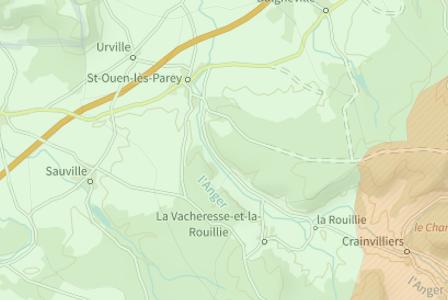 Urville
St-Ouen-lès-Parey
Sauville
l'Anger
La Vacheresse-et-la-
Rouillie
la Rouillie
Crainvilliers
l'Anger